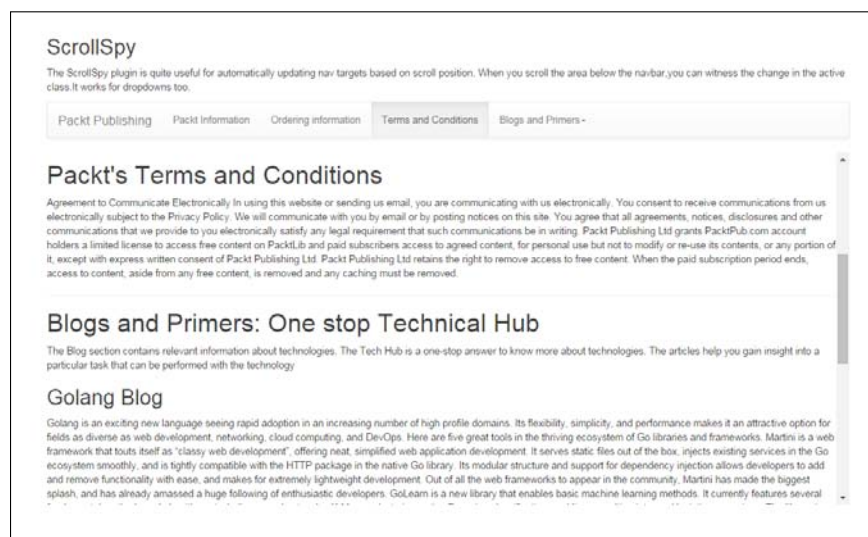 ScrollSpy
The ScrollSpy plugin is quite useful for automatically updating nav targets based on scroll position. When you scroll the area below the navbar,you can witness the change in the active
class.It works for dropdowns too.
Packt Publishing Packt Information Ordering information Terms and Conditions Blogs and Primers
Packt's Terms and Conditions
Agreement to Communicate Electronically In using this website or sending us email, you are communicating with us electronically. You consent to receive communications from us
electronically subject to the Privacy Policy. We will communicate with you by email or by posting notices on this site. You agree that all agreements, notices, disclosures and other
communications that we provide to you electronically satisfy any legal requirement that such communications be in writing. Packt Publishing Ltd grants PacktPub.com account
holders a limited license to access free content on PacktLib and paid subscribers access to agreed content, for personal use but not to modify or re-use its contents, or any portion of
it, except with express written consent of Packt Publishing Ltd. Packt Publishing Ltd retains the right to remove access to free content. When the paid subscription period ends,
access to content, aside from any free content, is removed and any caching must be removed.
Blogs and Primers: One stop Technical Hub
The Blog section contains relevant information about technologies. The Tech Hub is a one-stop answer to know more about technologies. The articles help you gain insight into a
particular task that can be performed with the technology
Golang Blog
Golang is an exciting new language seeing rapid adoption in an increasing number of high profile domains. Its flexibility, simplicity, and performance makes it an attractive option for
fields as diverse as web development, networking, cloud computing, and DevOps. Here are five great tools in the thriving ecosystem of Go libraries and frameworks. Martini is a web
framework that touts itself as “classy web development”, offering neat, simplified web application development. It serves static files out of the box, injects existing services in the Go
ecosystem smoothly, and is tightly compatible with the HTTP package in the native Go library. Its modular structure and support for dependency injection allows developers to add
and remove functionality with ease, and makes for extremely lightweight development. Out of all the web frameworks to appear in the community, Martini has made the biggest
splash, and has already amassed a huge following of enthusiastic developers. GoLearn is a new library that enables basic machine learning methods. It currently features several